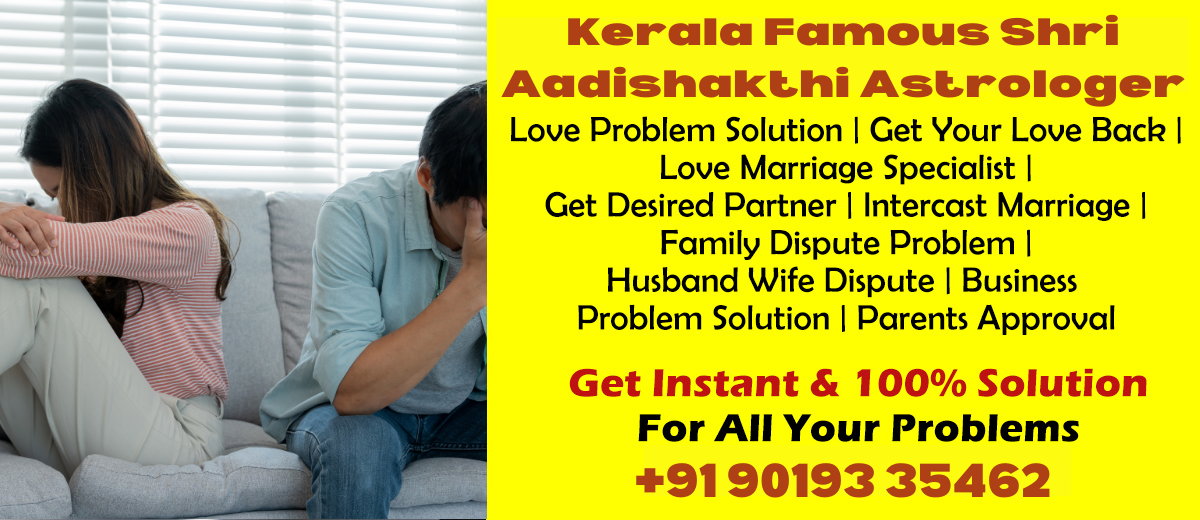 Kerala Famous Shri
Aadishakthi Astrologer
Love Problem Solution | Get Your Love Back |
Love Marriage Specialist |
Get Desired Partner | Intercast Marriage |
Family Dispute Problem |
Husband Wife Dispute | Business
Problem Solution | Parents Approval
Get Instant & 100% Solution
For All Your Problems
+91 90193 35462